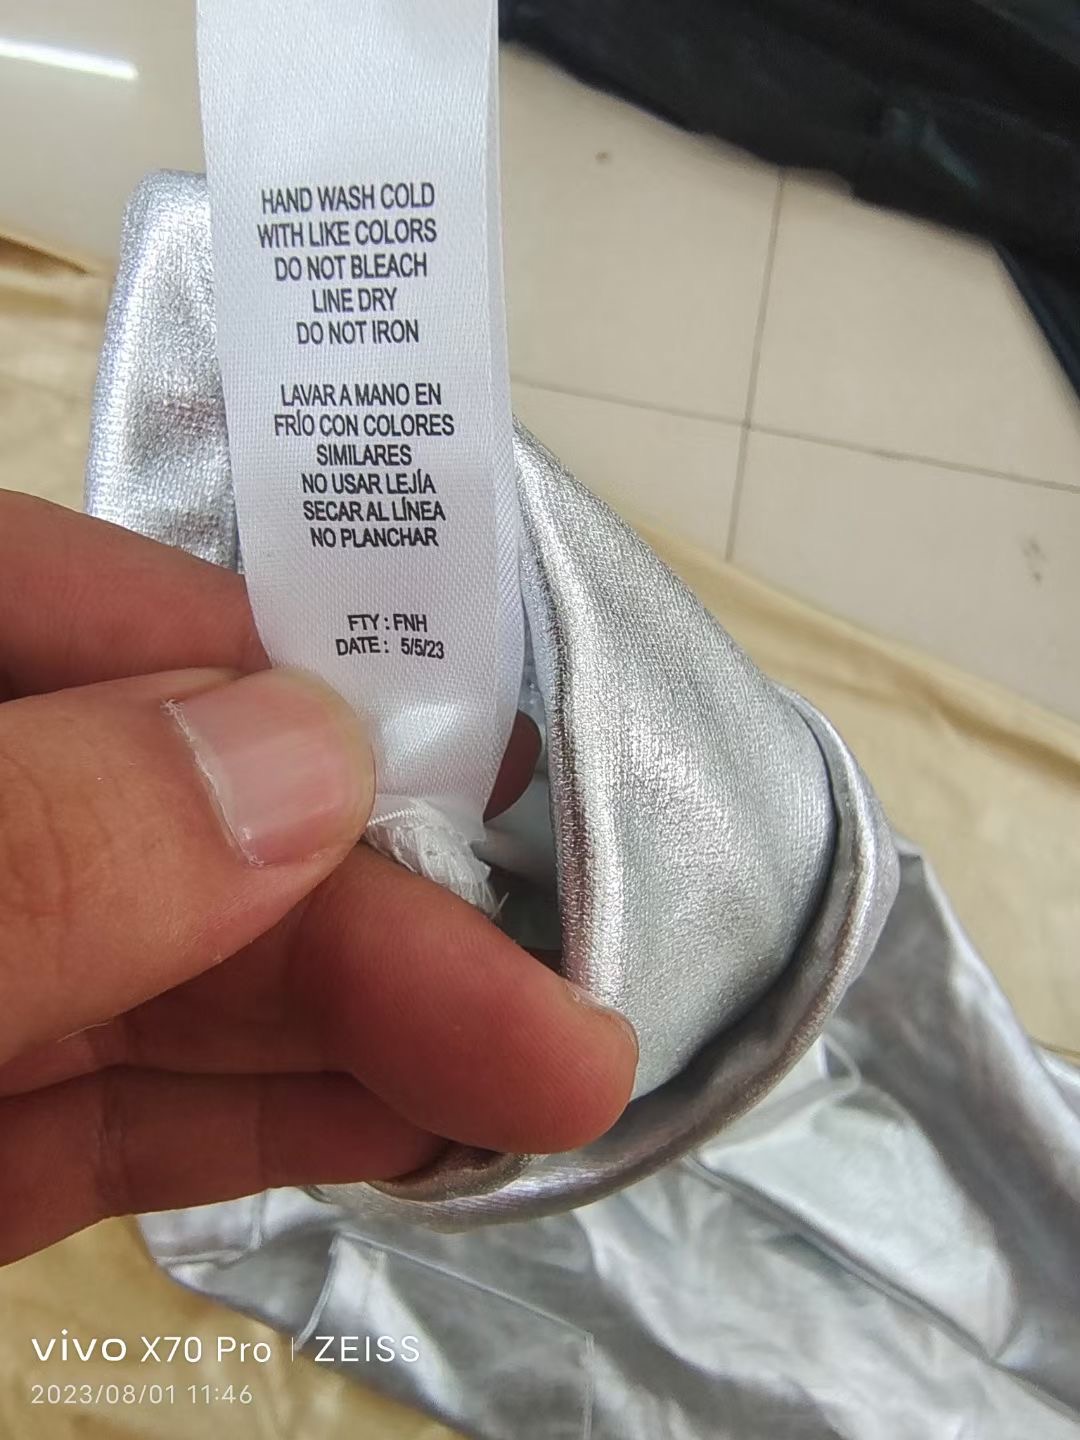 HAND WASH COLD
WITH LIKE COLORS
DO NOT BLEACH
LINE DRY
DO NOT IRON
LAVAR A MANO EN
FRÍO CON COLORES
SIMILARES
NO USAR LEJÍA
SECAR AL LÍNEA
NO PLANCHAR
FTY : FNH
DATE : 5/5/23
vivo X70 Pro | ZEISS
2023/08/01 11:46